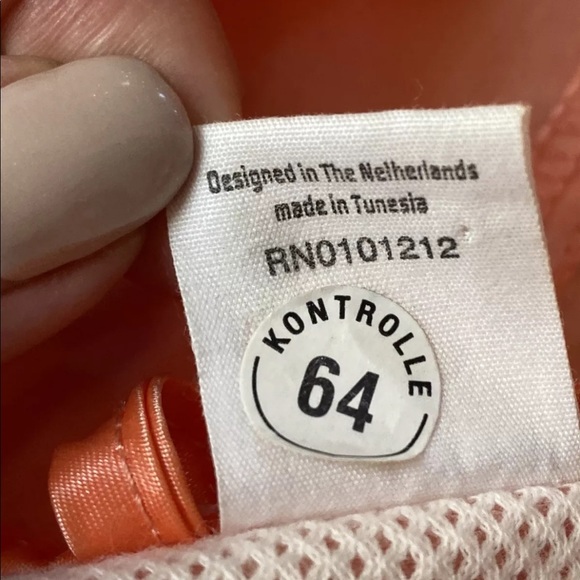 Designed in The Netherlands
made in Tunesia
RN0101212
KONTROLLE
64